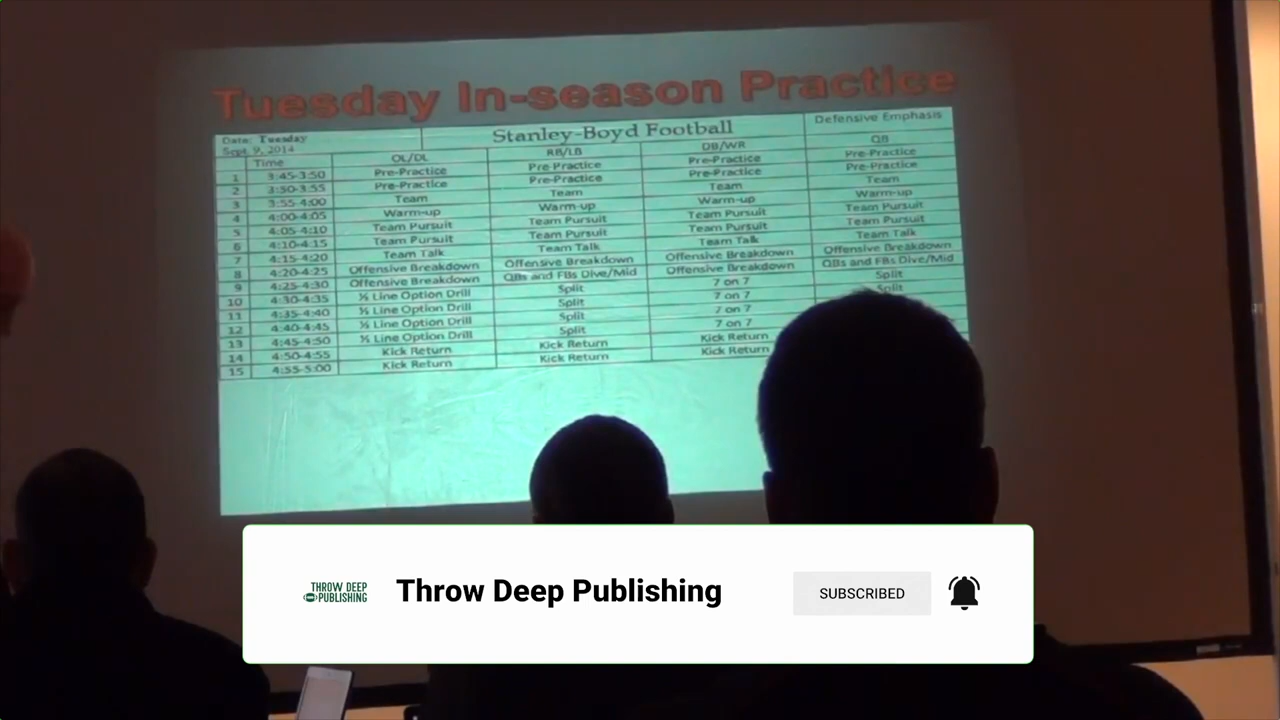 Tuesday In-season Practice
Date: Tuesday Sept. 9, 2014 Stanley-Boyd Football Defensive Emphasis
Time OL/DL RB/LB DB/WR QB
1 3:45-3:50 Pre-Practice Pre-Practice Pre-Practice Pre-Practice
2 3:50-3:55 Pre-Practice Pre-Practice Pre-Practice Pre-Practice
3 3:55-4:00 Team Team Team Team
4 4:00-4:05 Warm-up Warm-up Warm-up Warm-up
5 4:05-4:10 Team Pursuit Team Pursuit Team Pursuit Team Pursuit
6 4:10-4:15 Team Pursuit Team Pursuit Team Pursuit Team Pursuit
7 4:15-4:20 Team Talk Team Talk Team Talk Team Talk
8 4:20-4:25 Offensive Breakdown Offensive Breakdown Offensive Breakdown Offensive Breakdown
9 4:25-4:30 Offensive Breakdown QBs and FBs Dive/Mid Offensive Breakdown QBs and FBs Dive/Mid
10 4:30-4:35 ½ Line Option Drill Split 7 on 7 Split
11 4:35-4:40 ½ Line Option Drill Split 7 on 7 Split
12 4:40-4:45 ½ Line Option Drill Split 7 on 7
13 4:45-4:50 ½ Line Option Drill Split 7 on 7
14 4:50-4:55 Kick Return Kick Return Kick Return
15 4:55-5:00 Kick Return Kick Return Kick Return
THROW DEEP
PUBLISHING
Throw Deep Publishing
SUBSCRIBED